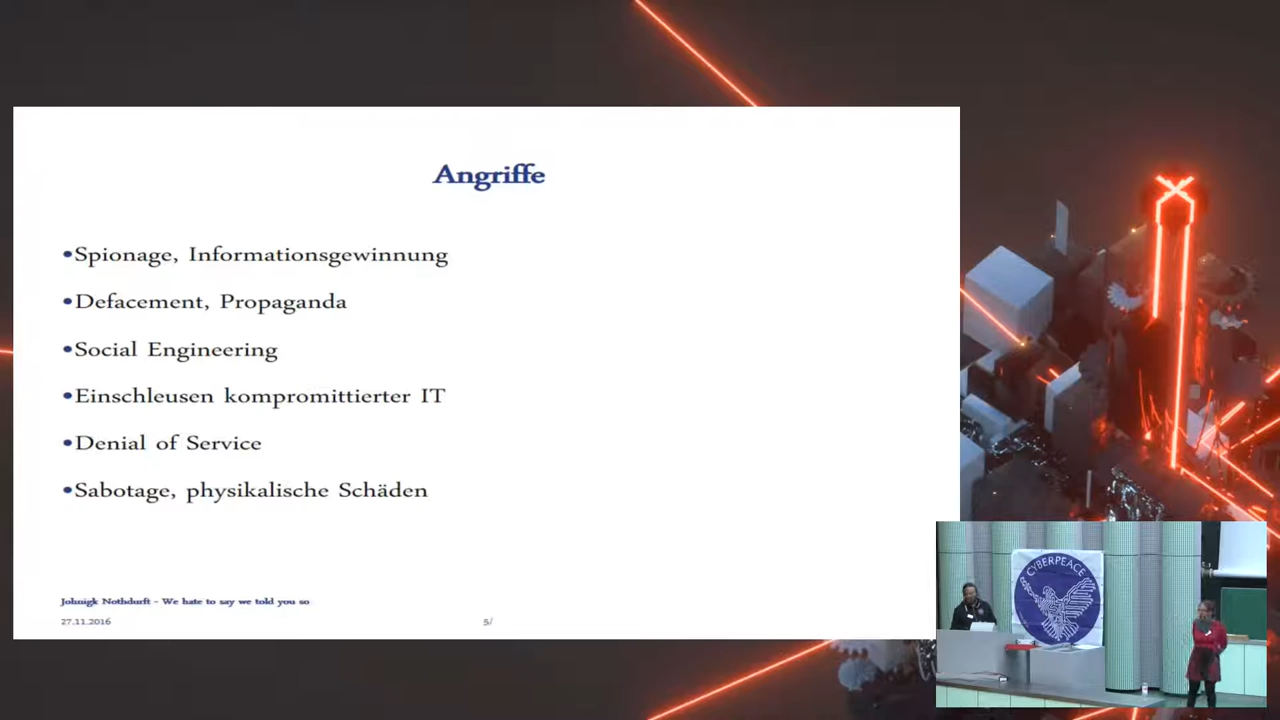 Angriffe
•Spionage, Informationsgewinnung
•Defacement, Propaganda
•Social Engineering
•Einschleusen kompromittierter IT
•Denial of Service
•Sabotage, physikalische Schäden
Johnigk Nothdurft - We hate to say we told you so
27.11.2016
5/
CYBERPEACE